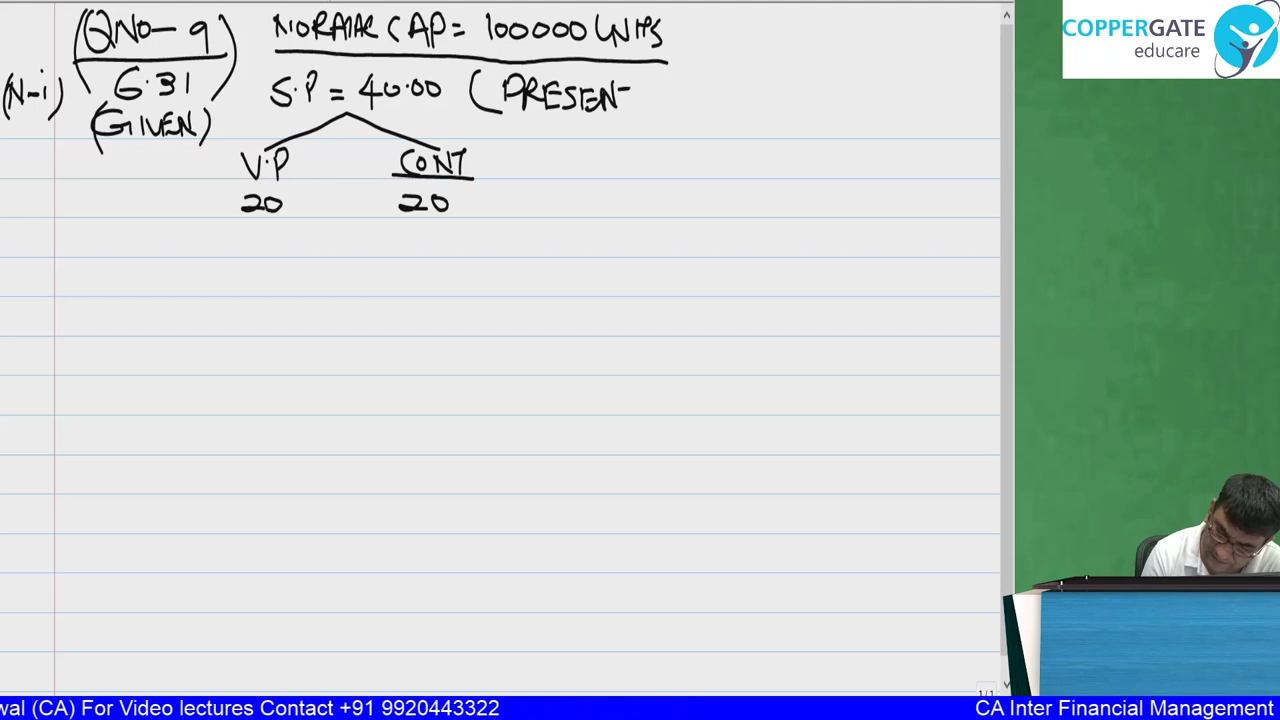 (QNO-9
6.31)
(N-i)
(GIVEN)
NORMAL CAP = 100000 UNITS
S.P = 40.00 (PRESEN-
V.P CONT
20 20
COPPERGATE
educare
wal (CA) For Video lectures Contact +91 9920443322
CA Inter Financial Management
1/1